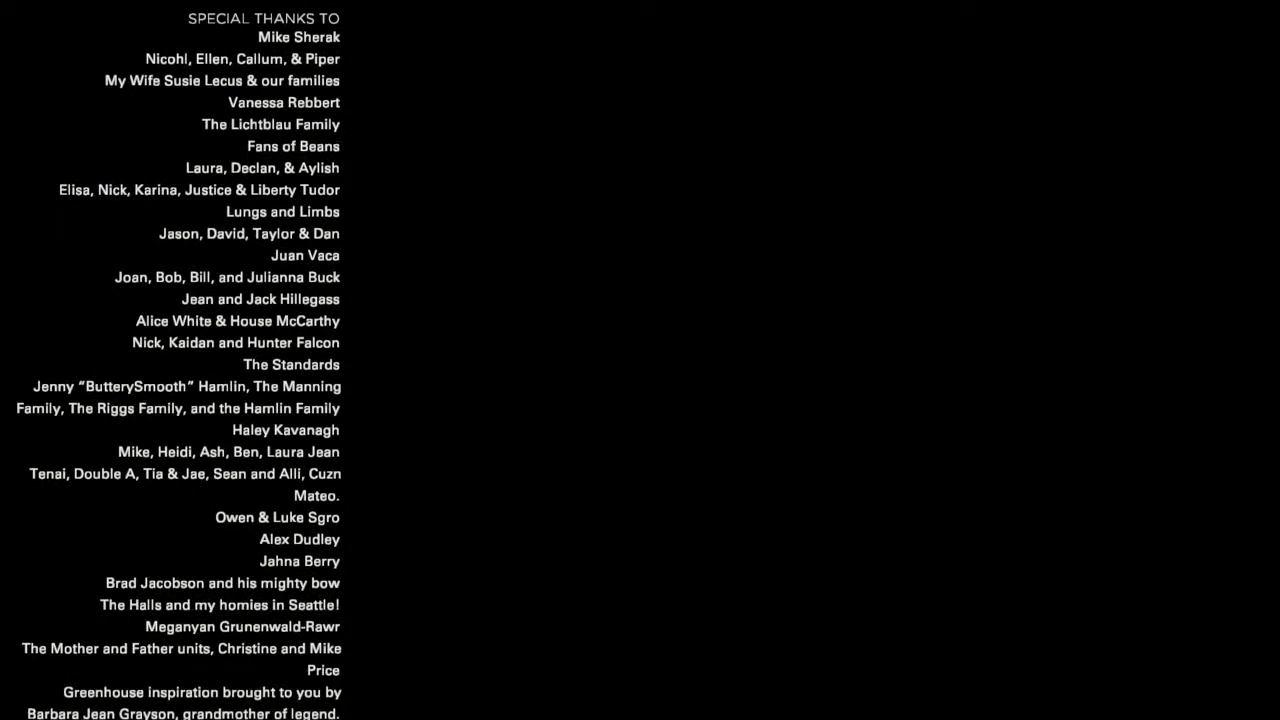 SPECIAL THANKS TO
Mike Sherak
Nicohl, Ellen, Callum, & Piper
My Wife Susie Lecus & our families
Vanessa Rebbert
The Lichtblau Family
Fans of Beans
Laura, Declan, & Aylish
Elisa, Nick, Karina, Justice & Liberty Tudor
Lungs and Limbs
Jason, David, Taylor & Dan
Juan Vaca
Joan, Bob, Bill, and Julianna Buck
Jean and Jack Hillegass
Alice White & House McCarthy
Nick, Kaidan and Hunter Falcon
The Standards
Jenny “ButterySmooth” Hamlin, The Manning
Family, The Riggs Family, and the Hamlin Family
Haley Kavanagh
Mike, Heidi, Ash, Ben, Laura Jean
Tenai, Double A, Tia & Jae, Sean and Alli, Cuzn
Mateo.
Owen & Luke Sgro
Alex Dudley
Jahna Berry
Brad Jacobson and his mighty bow
The Halls and my homies in Seattle!
Meganyan Grunenwald-Rawr
The Mother and Father units, Christine and Mike
Price
Greenhouse inspiration brought to you by
Barbara Jean Grayson, grandmother of legend.